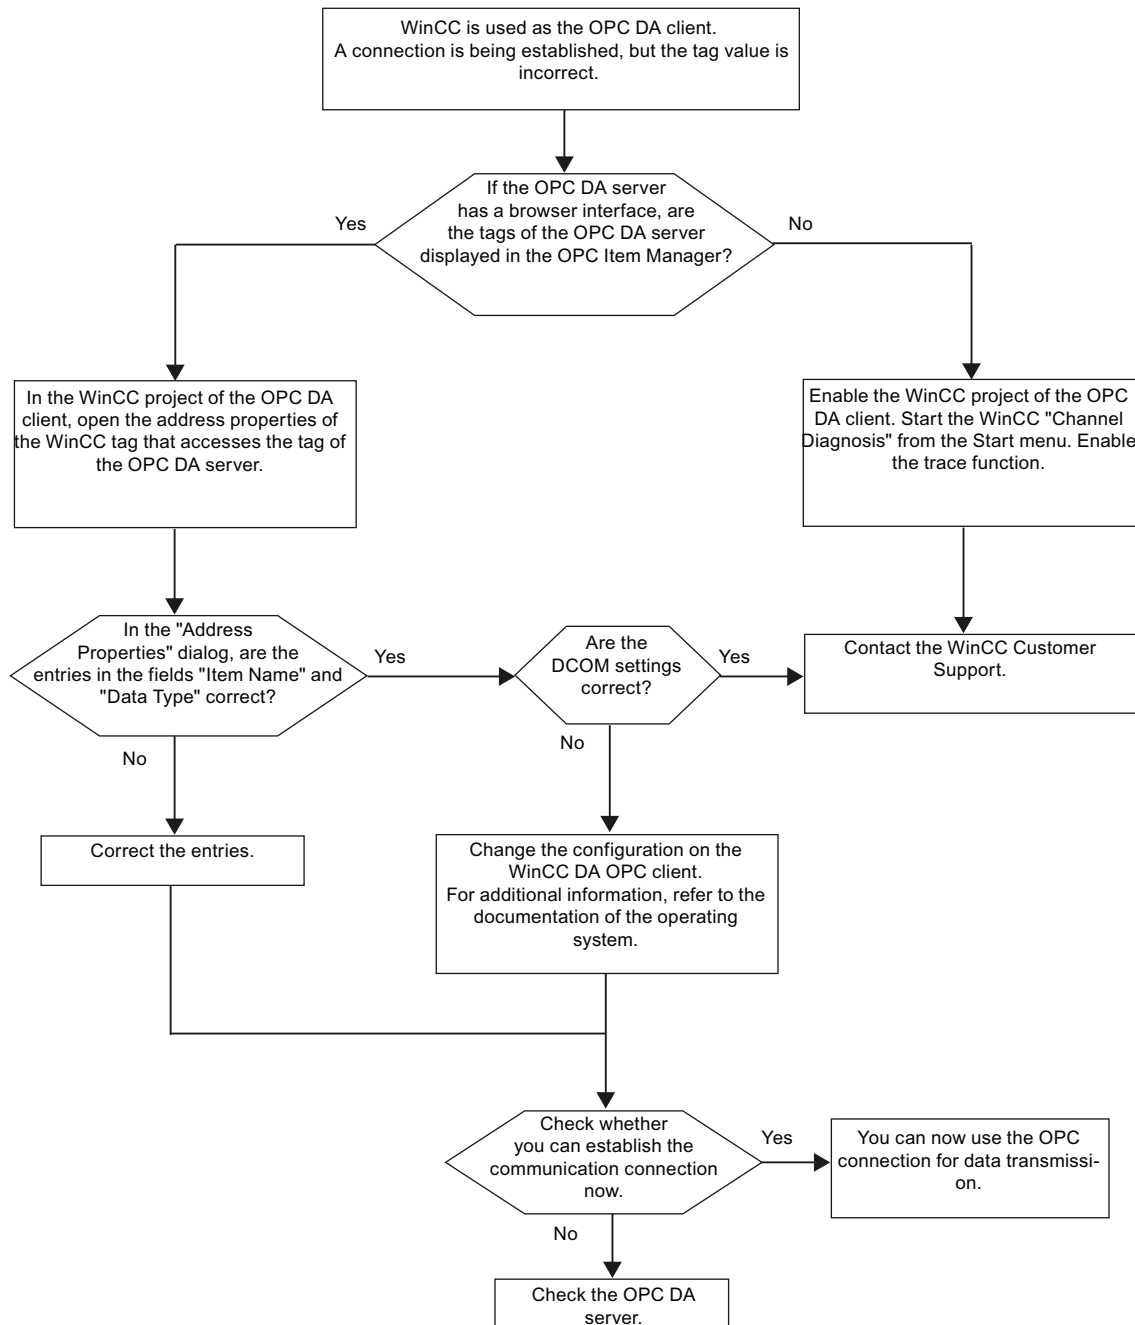 WinCC is used as the OPC DA client.
A connection is being established, but the tag value is
incorrect.
If the OPC DA server
has a browser interface, are
the tags of the OPC DA server
displayed in the OPC Item Manager?
Yes
No
In the WinCC project of the OPC DA
client, open the address properties of
the WinCC tag that accesses the tag of
the OPC DA server.
Enable the WinCC project of the OPC
DA client. Start the WinCC "Channel
Diagnosis" from the Start menu. Enable
the trace function.
In the "Address
Properties" dialog, are the
entries in the fields "Item Name" and
"Data Type" correct?
Yes
Are the
DCOM settings
correct?
Yes
Contact the WinCC Customer
Support.
No
No
Correct the entries.
Change the configuration on the
WinCC DA OPC client.
For additional information, refer to the
documentation of the operating
system.
Check whether
you can establish the
communication connection
now.
Yes
You can now use the OPC
connection for data transmissi-
on.
No
Check the OPC DA
server.